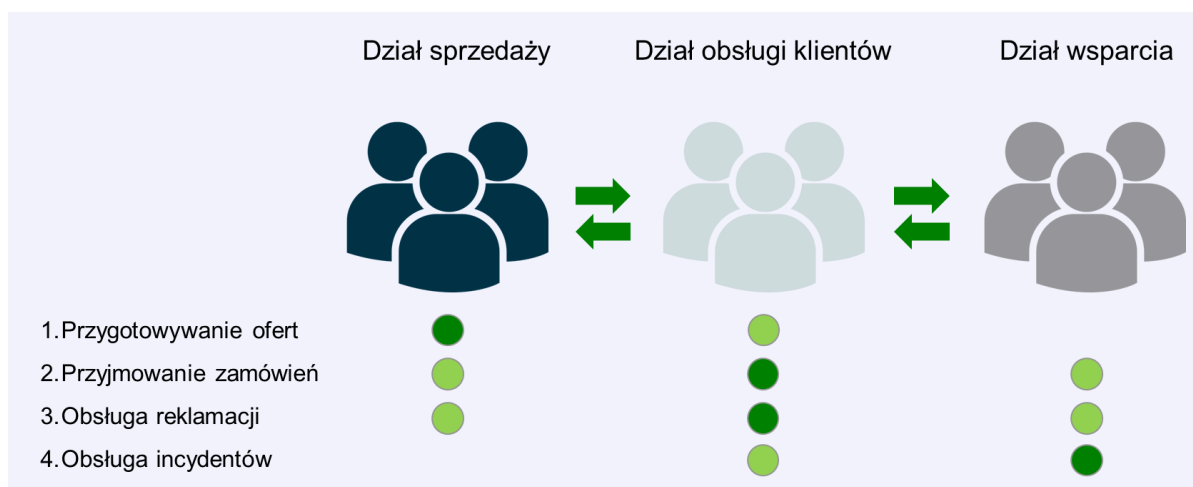 Dział sprzedaży Dział obsługi klientów Dział wsparcia
1.Przygotowywanie ofert
2.Przyjmowanie zamówień
3.Obsługa reklamacji
4.Obsługa incydentów